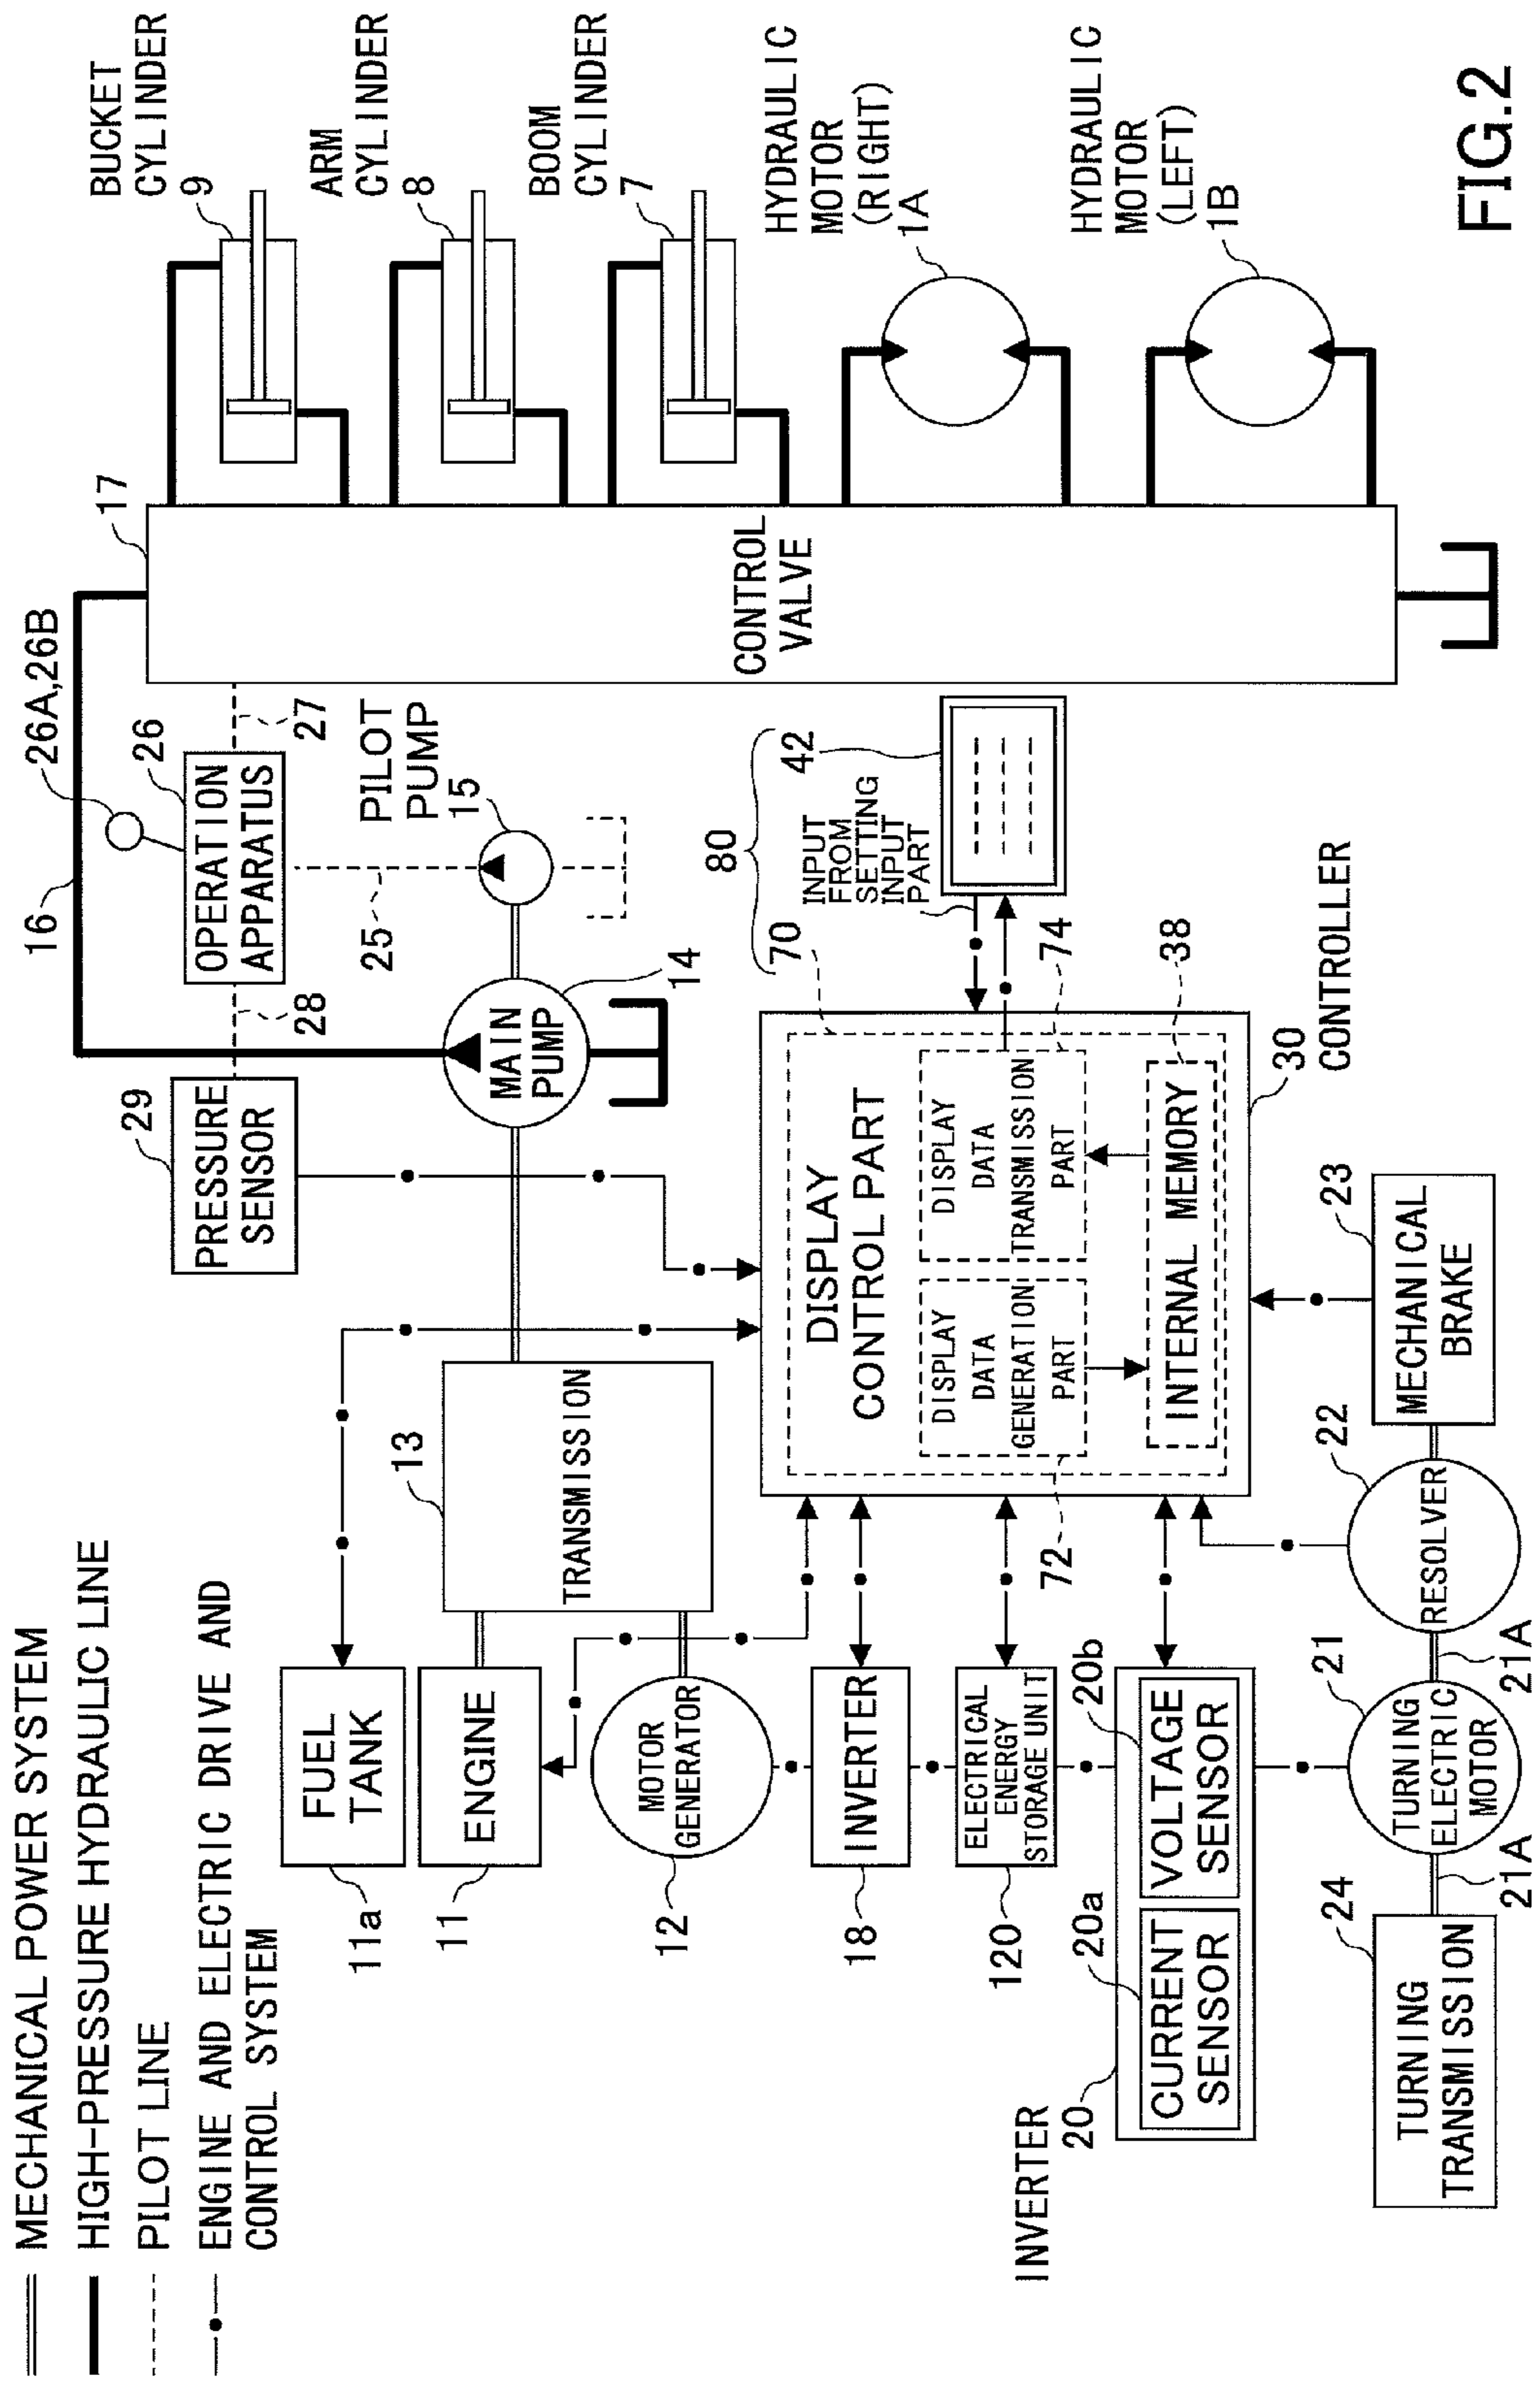 MECHANICAL POWER SYSTEM
HIGH-PRESSURE HYDRAULIC LINE
PILOT LINE
ENGINE AND ELECTRIC DRIVE AND
CONTROL SYSTEM
16
26A,26B
17
BUCKET
CYLINDER
9
29
PRESSURE
SENSOR
28
OPERATION
APPARATUS
26
27
ARM
CYLINDER
8
11a
FUEL
TANK
25
PILOT
PUMP
15
BOOM
CYLINDER
7
11
ENGINE
13
TRANSMISSION
MAIN
PUMP
14
12
MOTOR
GENERATOR
HYDRAULIC
MOTOR
(RIGHT)
1A
CONTROL
VALVE
80
70
42
INPUT
FROM
SETTING
INPUT
PART
18
INVERTER
DISPLAY
CONTROL PART
120
ELECTRICAL
ENERGY
STORAGE UNIT
72
DISPLAY
DATA
GENERATION
PART
DISPLAY
DATA
TRANSMISSION
PART
74
INTERNAL MEMORY
38
30
CONTROLLER
HYDRAULIC
MOTOR
(LEFT)
1B
INVERTER
20
20a
20b
CURRENT
SENSOR
VOLTAGE
SENSOR
24
TURNING
TRANSMISSION
21A
21
TURNING
ELECTRIC
MOTOR
21A
22
RESOLVER
23
MECHANICAL
BRAKE
FIG.2